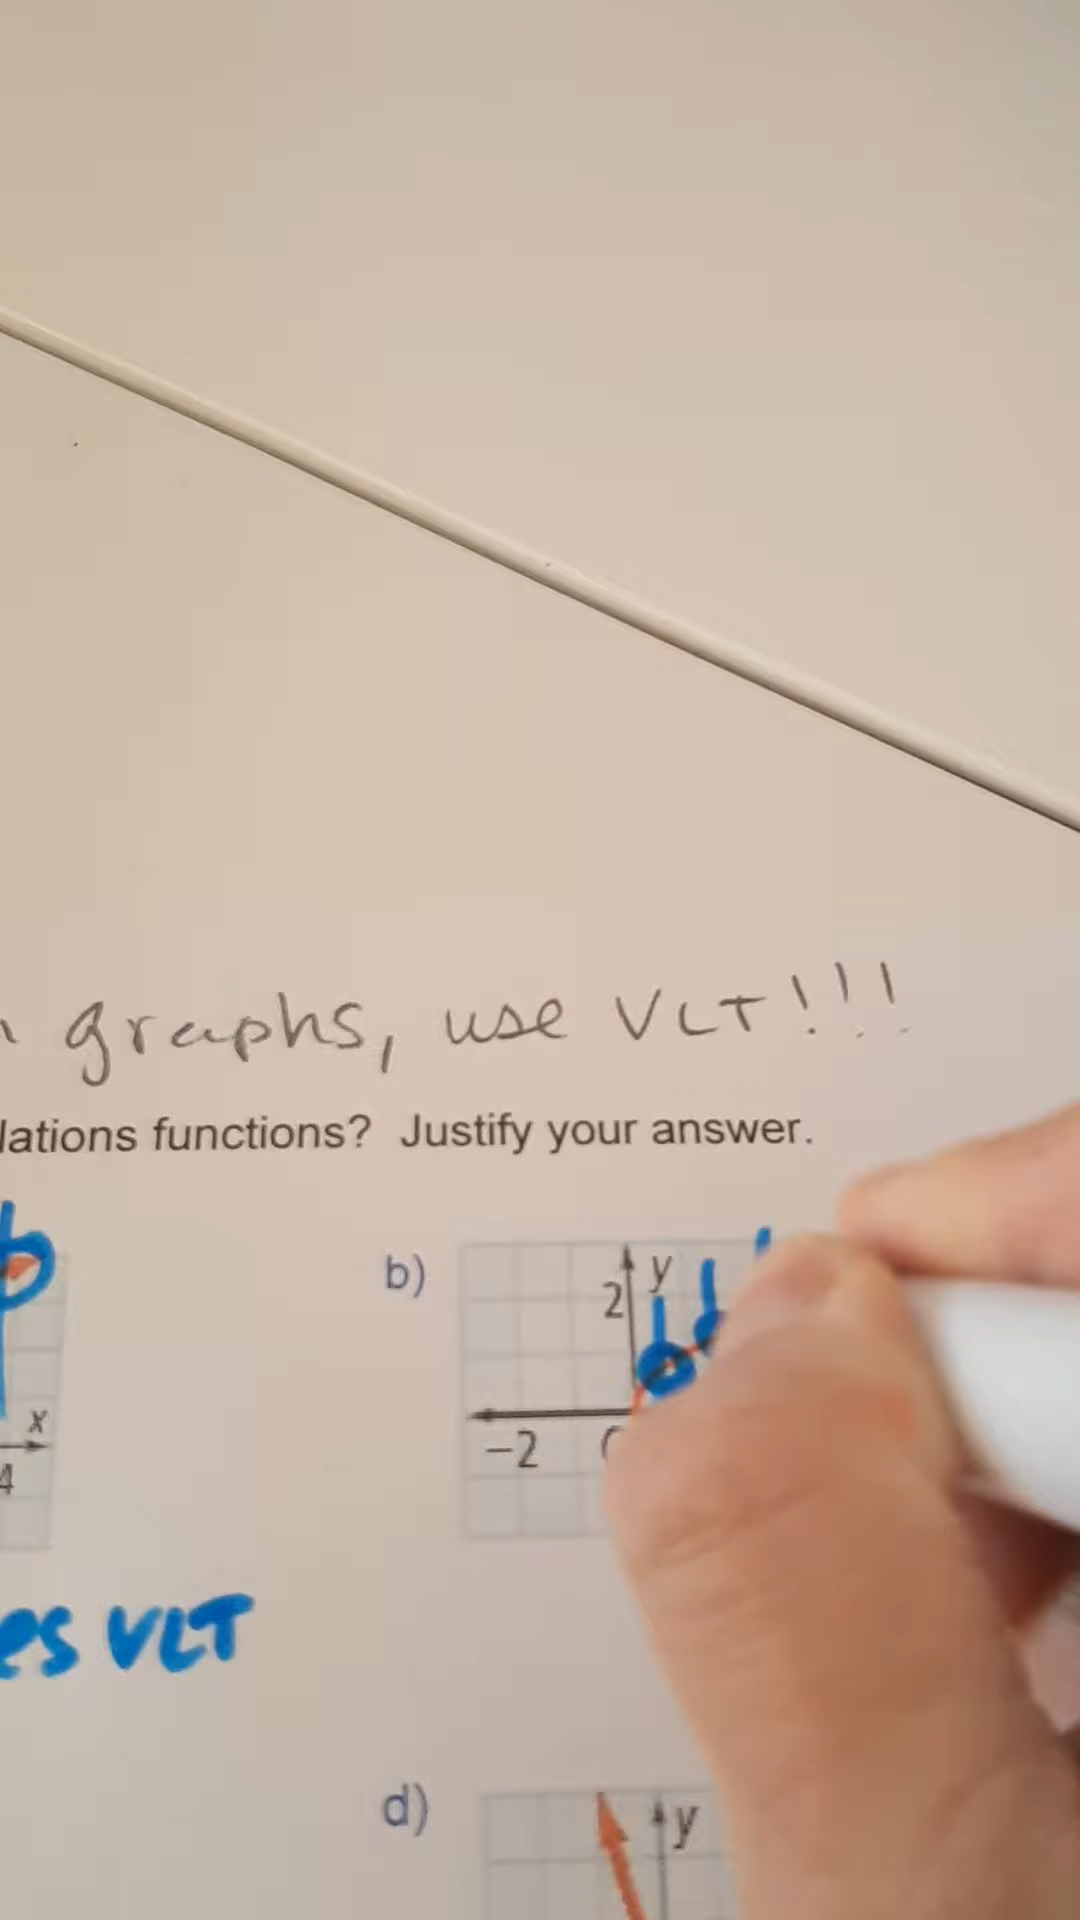 graphs, use VLT!!!
lations functions? Justify your answer.
b)
y
2
x
-2
4
es VLT
d)
y